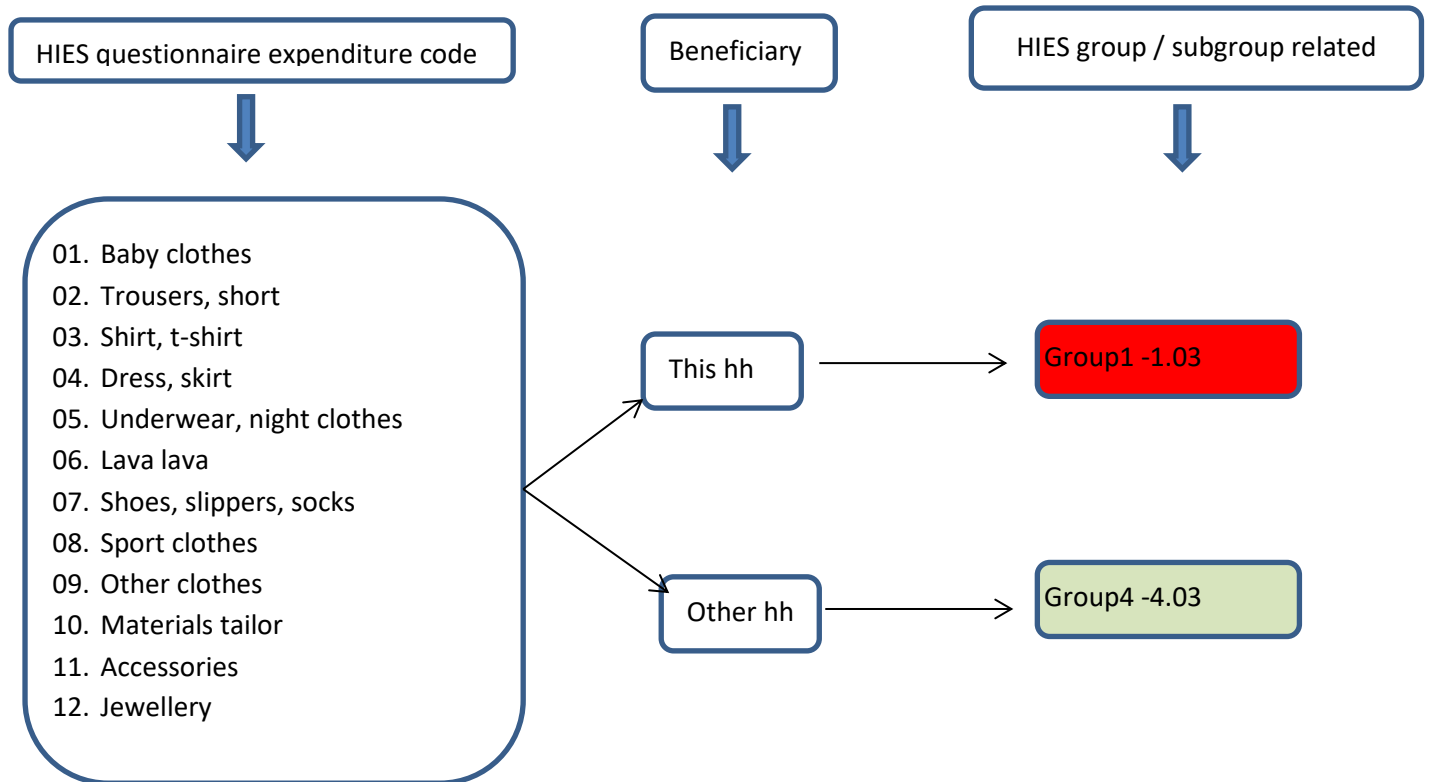 HIES questionnaire expenditure code
Beneficiary
HIES group / subgroup related
01. Baby clothes
02. Trousers, short
03. Shirt, t-shirt
04. Dress, skirt
05. Underwear, night clothes
06. Lava lava
07. Shoes, slippers, socks
08. Sport clothes
09. Other clothes
10. Materials tailor
11. Accessories
12. Jewellery
This hh
Group1 -1.03
Other hh
Group4 -4.03